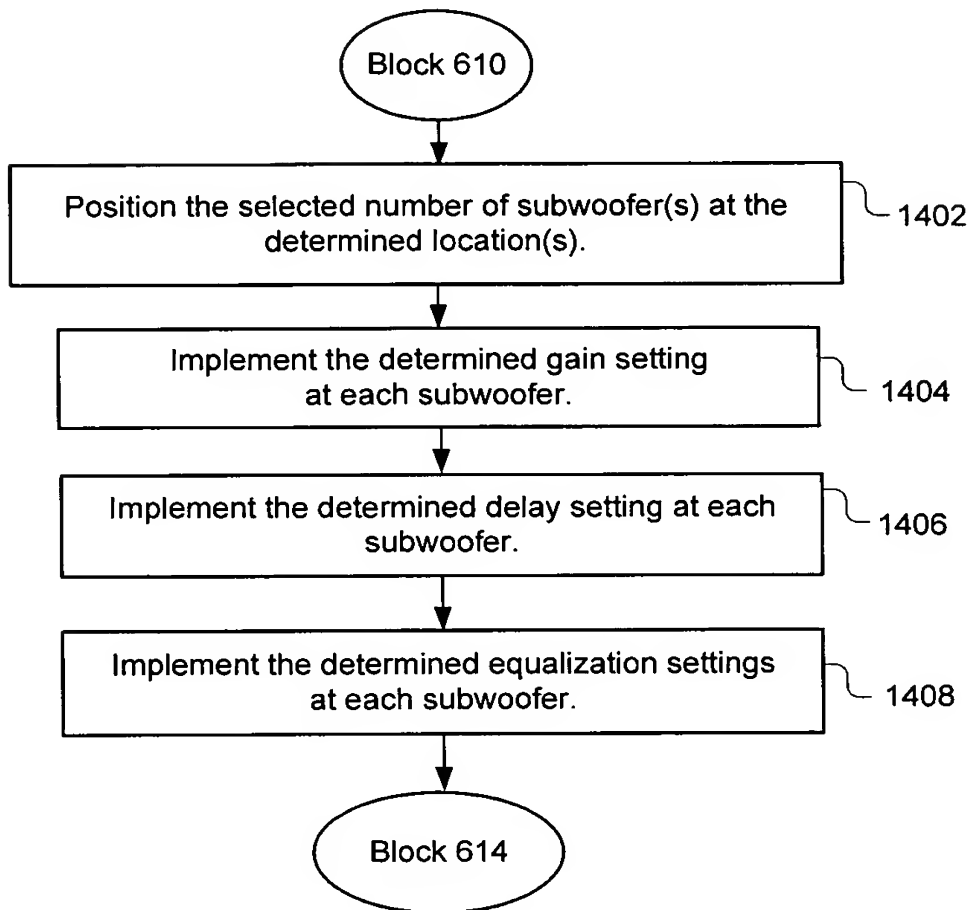 Block 610
Position the selected number of subwoofer(s) at the
determined location(s).
1402
Implement the determined gain setting
at each subwoofer.
1404
Implement the determined delay setting at each
subwoofer.
1406
Implement the determined equalization settings
at each subwoofer.
1408
Block 614